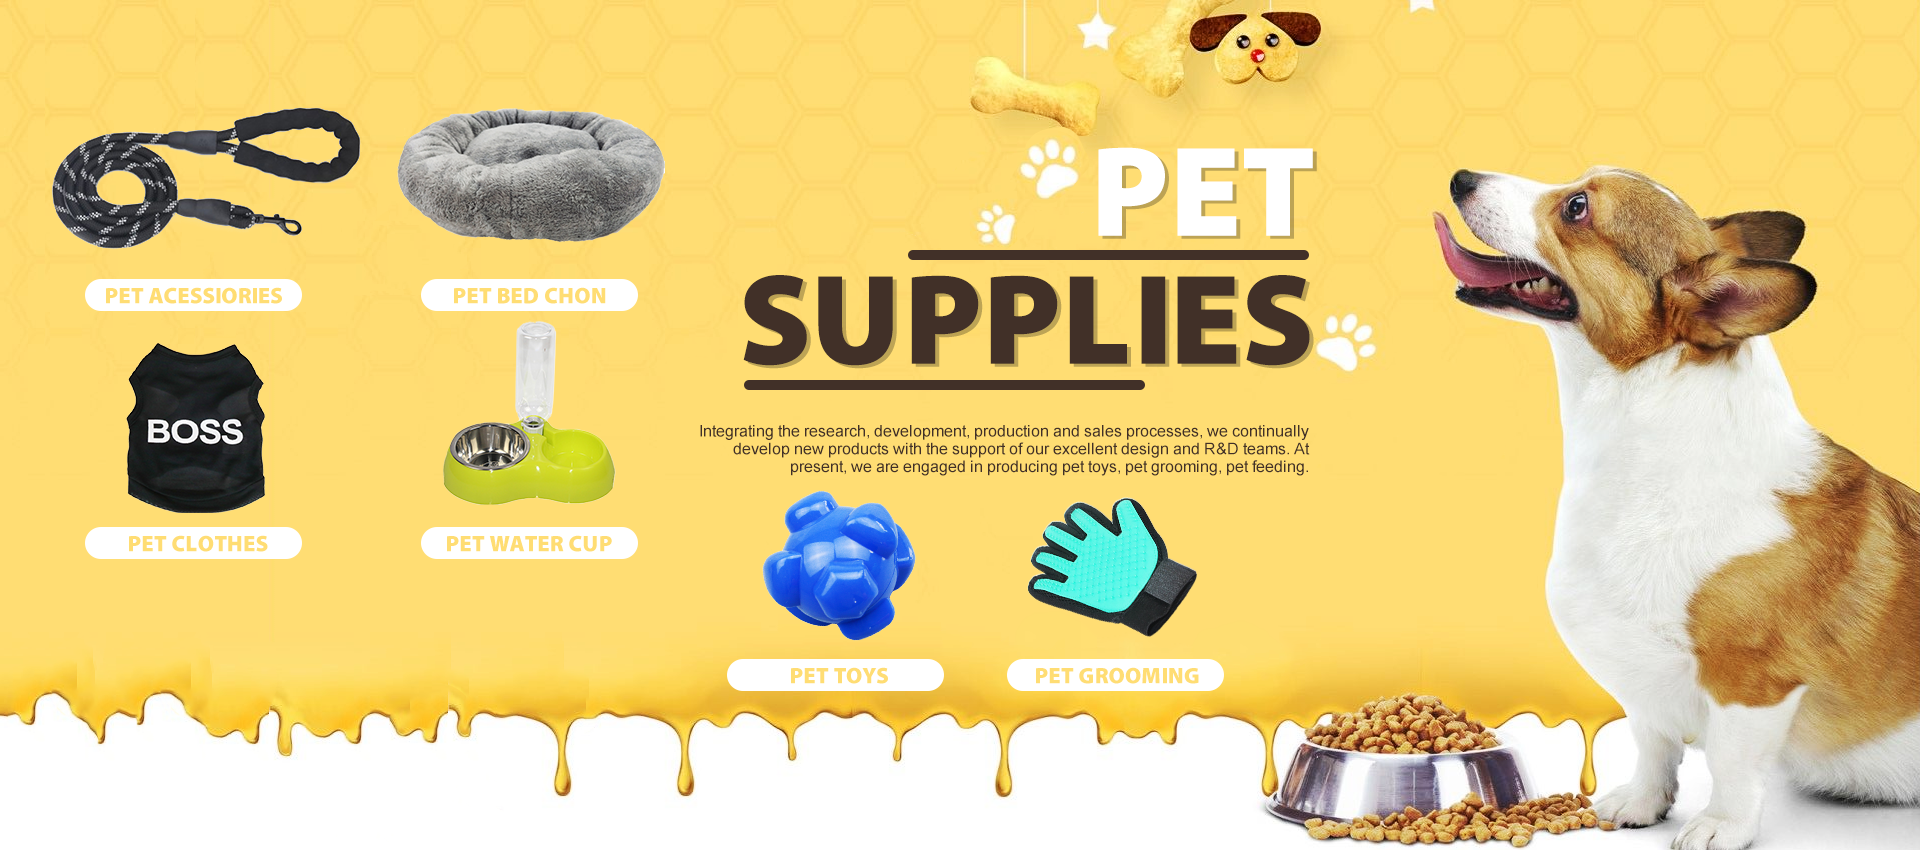 PET
SUPPLIES
Integrating the research, development, production and sales processes, we continually
develop new products with the support of our excellent design and R&D teams. At
present, we are engaged in producing pet toys, pet grooming, pet feeding.
PET ACESSIORIES
PET BED CHON
BOSS
PET CLOTHES
PET WATER CUP
PET TOYS
PET GROOMING